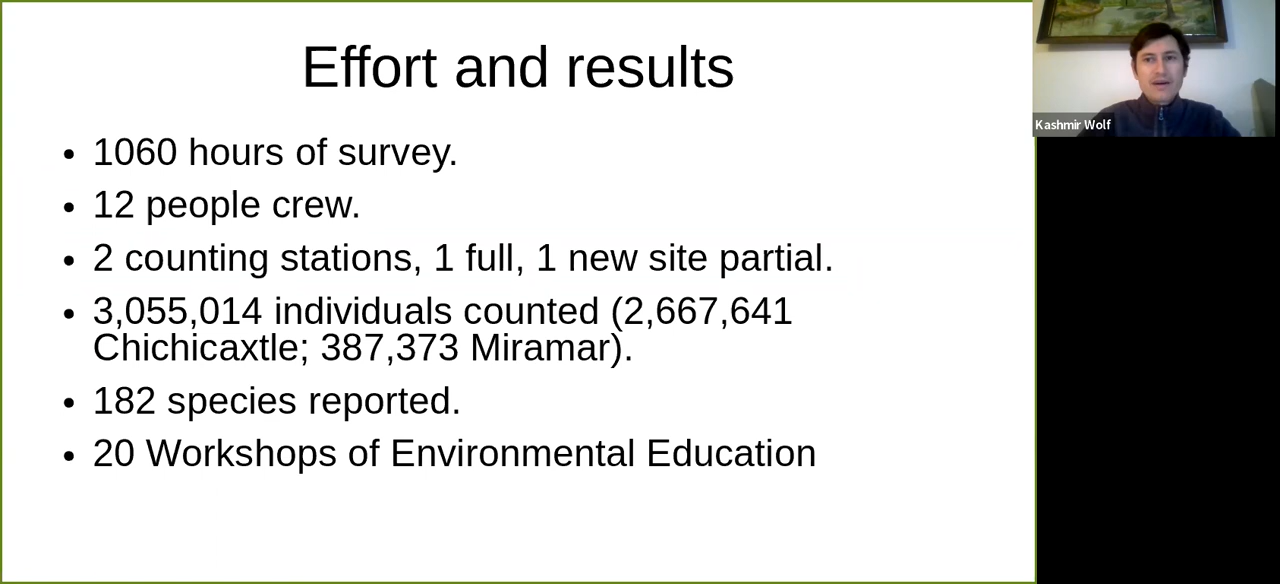 Effort and results
• 1060 hours of survey.
• 12 people crew.
• 2 counting stations, 1 full, 1 new site partial.
• 3,055,014 individuals counted (2,667,641
Chichicaxtle; 387,373 Miramar).
• 182 species reported.
• 20 Workshops of Environmental Education
Kashmir Wolf